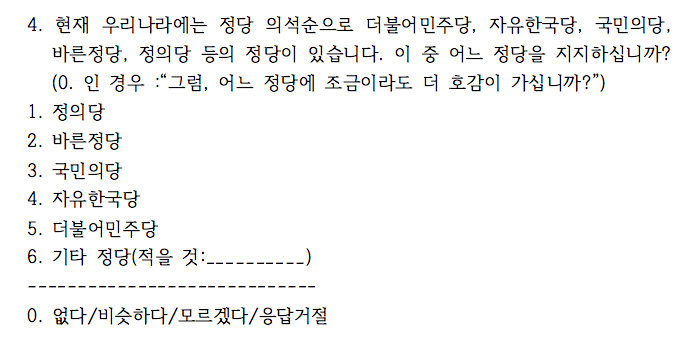 4. 현재 우리나라에는 정당 의석순으로 더불어민주당, 자유한국당, 국민의당,
바른정당, 정의당 등의 정당이 있습니다. 이 중 어느 정당을 지지하십니까?
(0. 인 경우 :“그럼, 어느 정당에 조금이라도 더 호감이 가십니까?”)
1. 정의당
2. 바른정당
3. 국민의당
4. 자유한국당
5. 더불어민주당
6. 기타 정당(적을 것:__________)
-----------------------------
0. 없다/비슷하다/모르겠다/응답거절